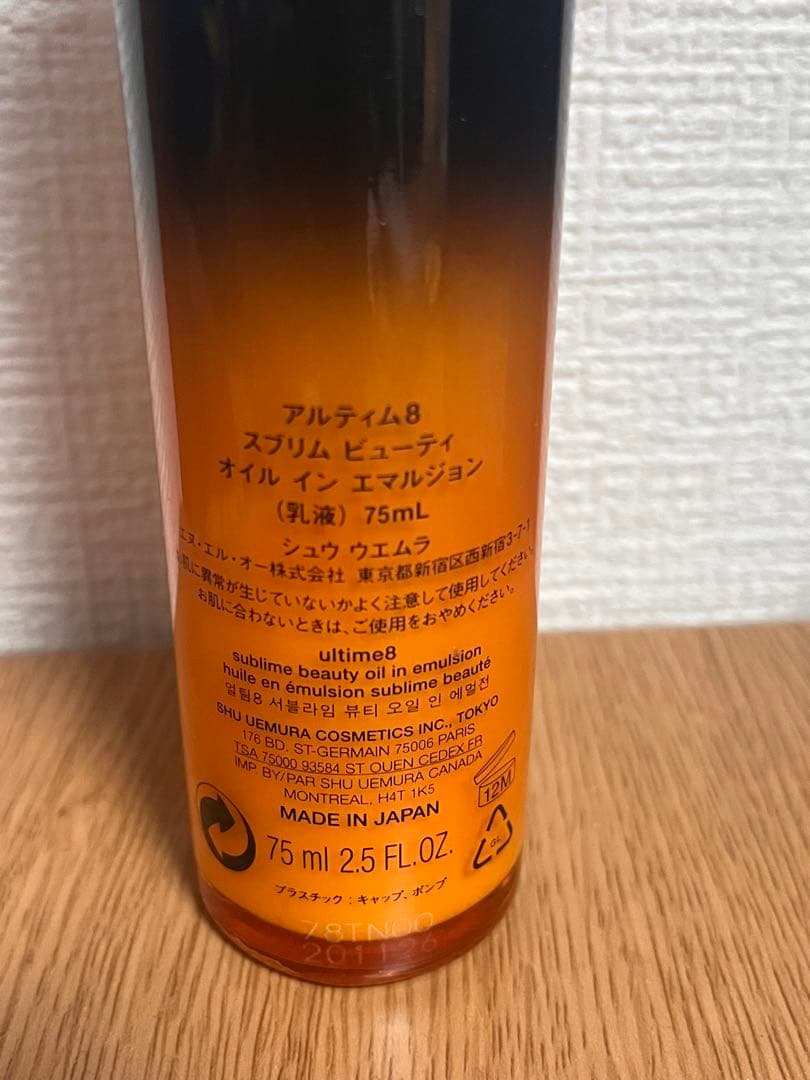 アルティム8
スブリム ビューティ
オイル イン エマルジョン
(乳液) 75mL
シュウ ウエムラ
エヌ・エル・オー株式会社 東京都新宿区西新宿3-7-1
お肌に異常が生じていないかよく注意して使用してください。
お肌に合わないときは、ご使用をおやめください。
ultime8
sublime beauty oil in emulsion
huile en émulsion sublime beauté
얼팀8 서블라임 뷰티 오일 인 에멀전
SHU UEMURA COSMETICS INC., TOKYO
176 BD. ST-GERMAIN 75006 PARIS
TSA 75000 93584 ST OUEN CEDEX FR
IMP BY/PAR SHU UEMURA CANADA
MONTREAL, H4T 1K5
12M
MADE IN JAPAN
75 ml 2.5 FL.OZ.
GL
プラスチック：キャップ、ポンプ
78TN00
201126